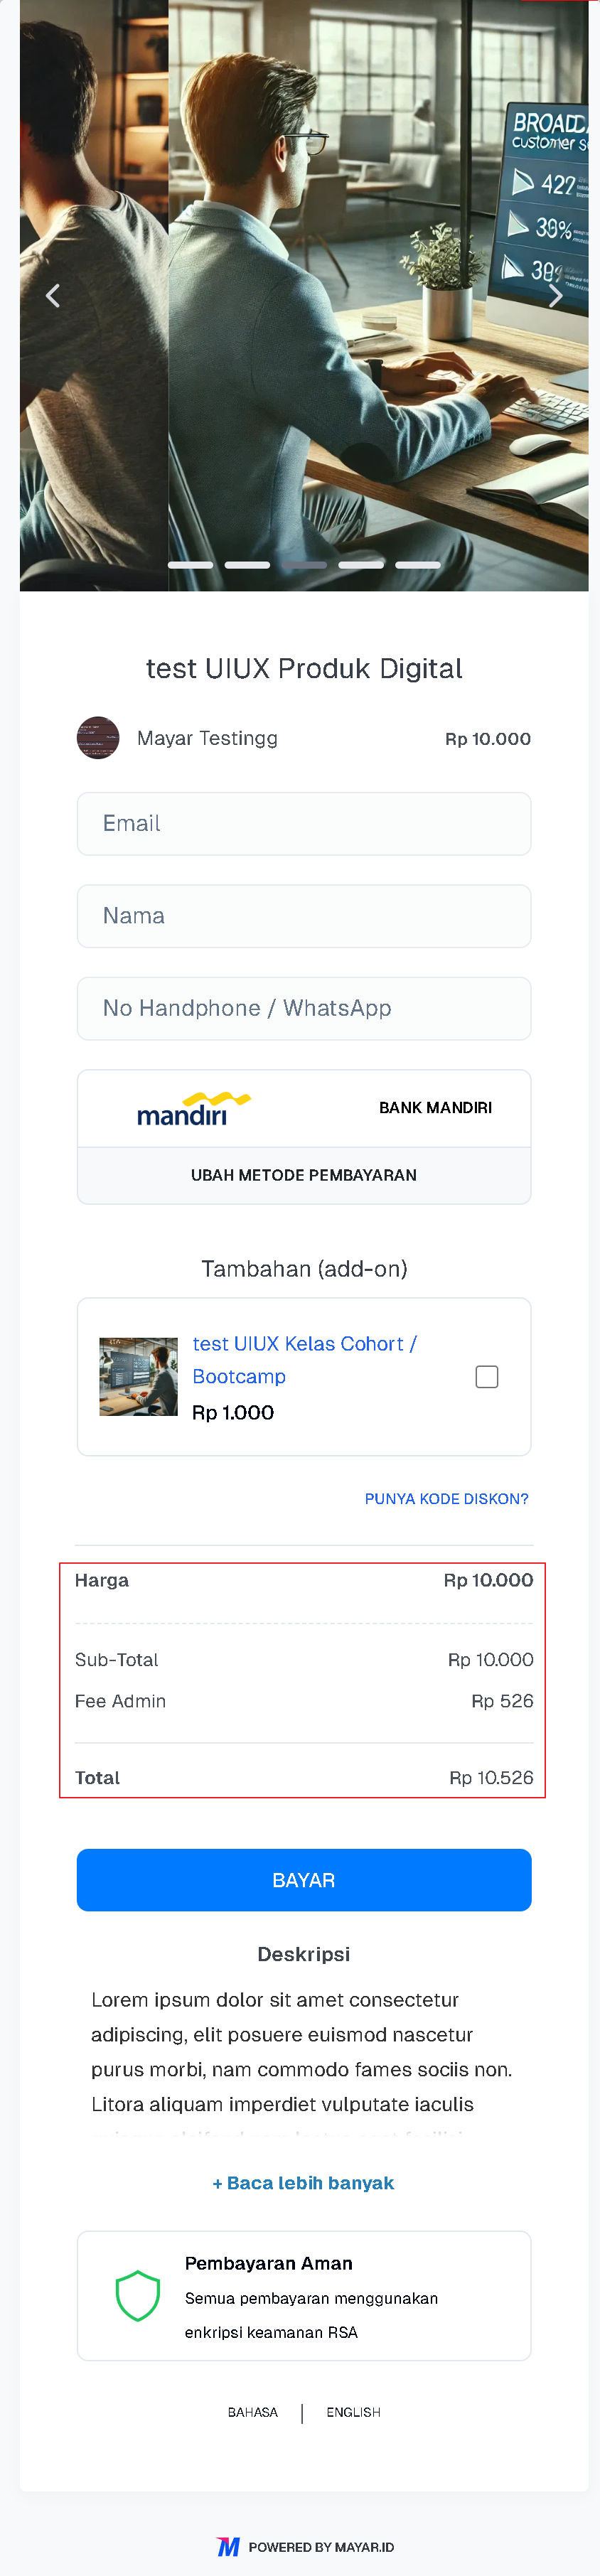 BROADCA
customer se
422
30%
test UIUX Produk Digital
Mayar Testingg
Rp 10.000
Email
Nama
No Handphone / WhatsApp
mandiri
BANK MANDIRI
UBAH METODE PEMBAYARAN
Tambahan (add-on)
test UIUX Kelas Cohort /
Bootcamp
Rp 1.000
PUNYA KODE DISKON?
Harga Rp 10.000
Sub-Total Rp 10.000
Fee Admin Rp 526
Total Rp 10.526
BAYAR
Deskripsi
Lorem ipsum dolor sit amet consectetur
adipiscing, elit posuere euismod nascetur
purus morbi, nam commodo fames sociis non.
Litora aliquam imperdiet vulputate iaculis
+ Baca lebih banyak
Pembayaran Aman
Semua pembayaran menggunakan
enkripsi keamanan RSA
BAHASA | ENGLISH
POWERED BY MAYAR.ID